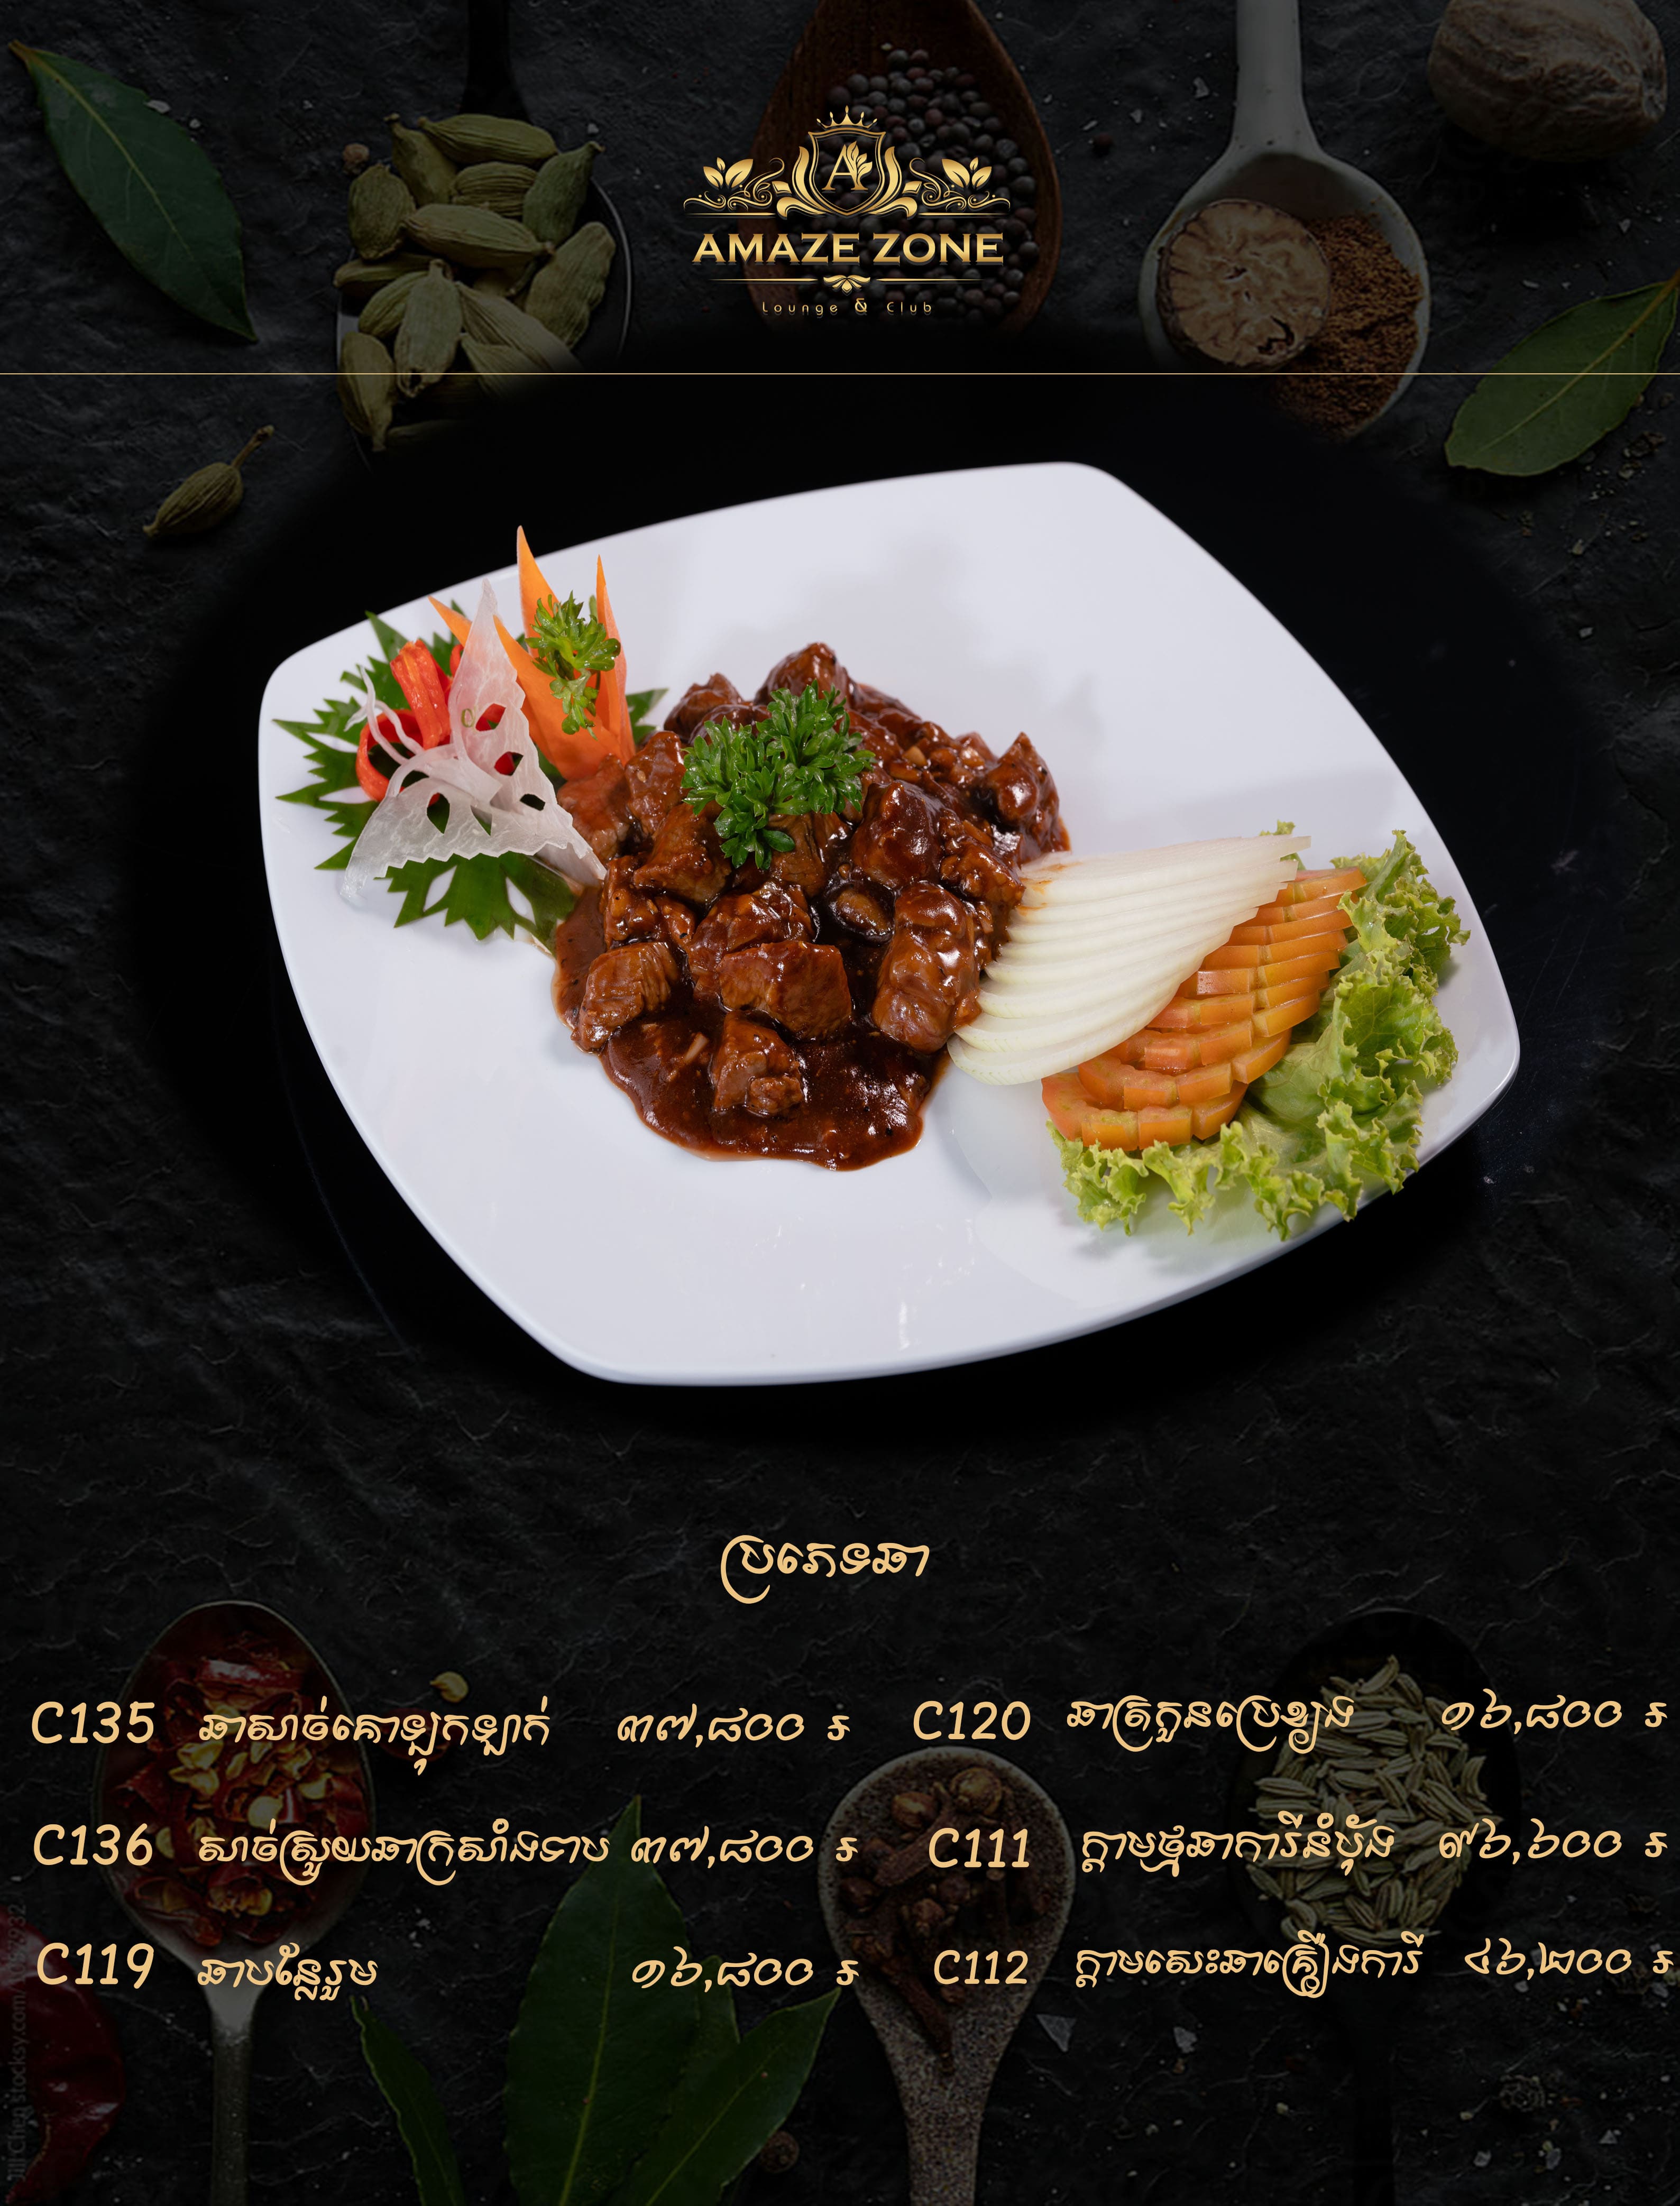 A
AMAZE ZONE
Lounge & Club
ប្រភេទឆា
C135 ឆាសាច់គោឡុកឡាក់ ៣៧,៨០០ ៛
C136 សាច់ស្រួយឆាក្រសាំងទាប ៣៧,៨០០ ៛
C119 ឆាបន្លែរួម ១៦,៨០០ ៛
C120 ឆាត្រកួនប្រេងខ្យង ១៦,៨០០ ៛
C111 ក្តាមថ្មឆាការីនំបុ័ង ៩៦,៦០០ ៛
C112 ក្តាមសេះឆាគ្រឿងការី ៤៦,២០០ ៛